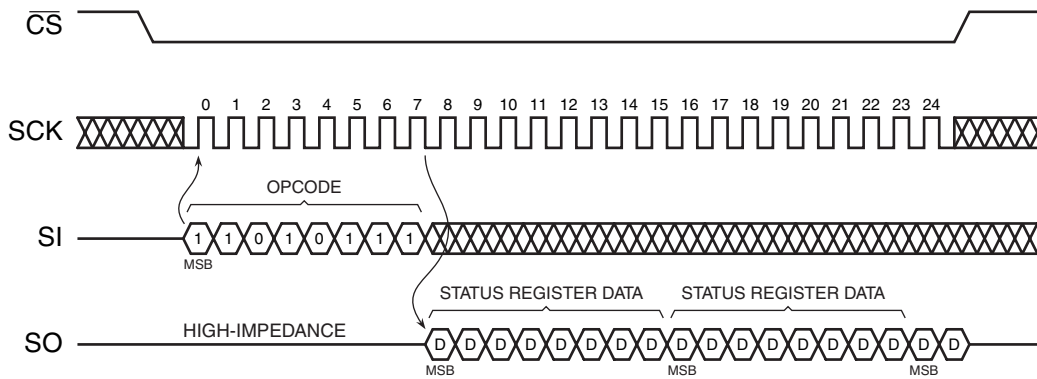 CS
0 1 2 3 4 5 6 7 8 9 10 11 12 13 14 15 16 17 18 19 20 21 22 23 24
SCK
OPCODE
SI 1 1 0 1 0 1 1 1
MSB
STATUS REGISTER DATA STATUS REGISTER DATA
HIGH-IMPEDANCE
SO D D D D D D D D D D D D D D D D D D
MSB MSB MSB